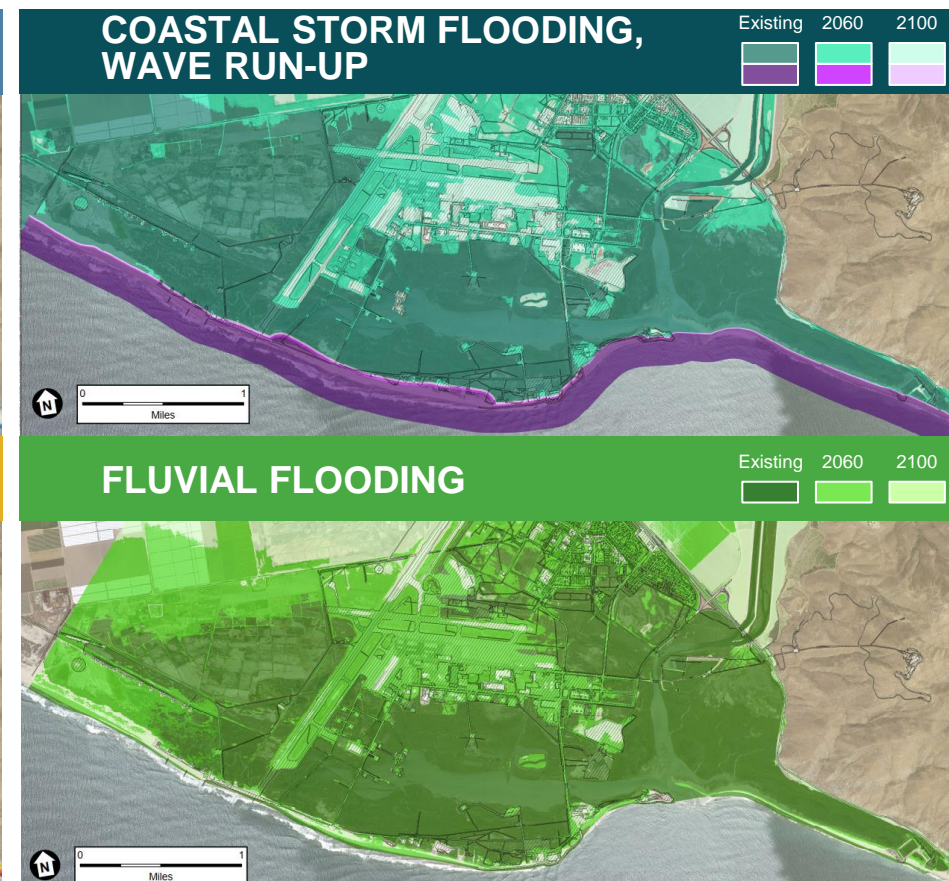 COASTAL STORM FLOODING,
WAVE RUN-UP
Existing 2060 2100
N
0 1
Miles
FLUVIAL FLOODING
Existing 2060 2100
N
0 1
Miles